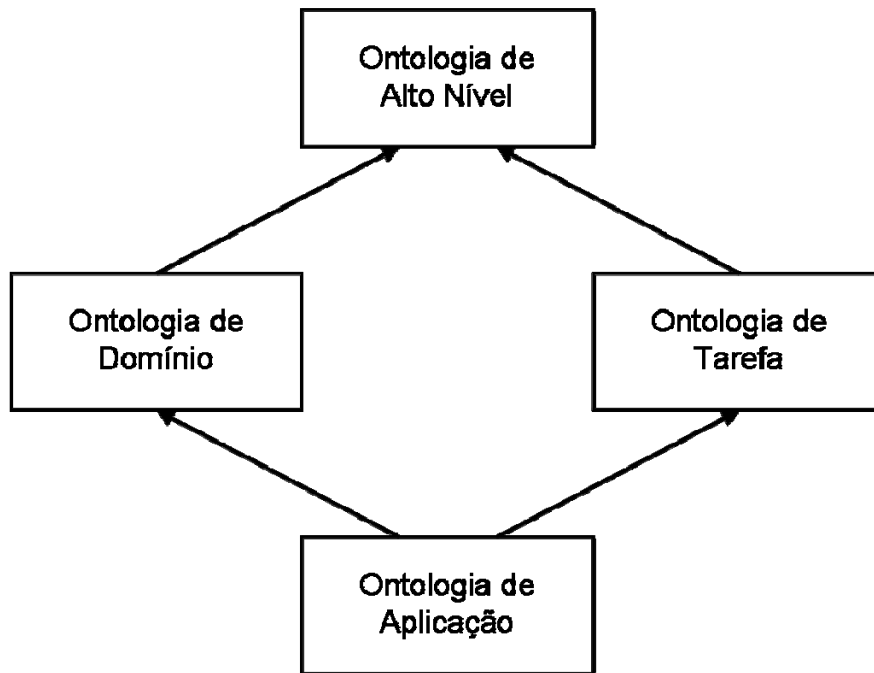 Ontologia de
Alto Nível
Ontologia de
Domínio
Ontologia de
Tarefa
Ontologia de
Aplicação